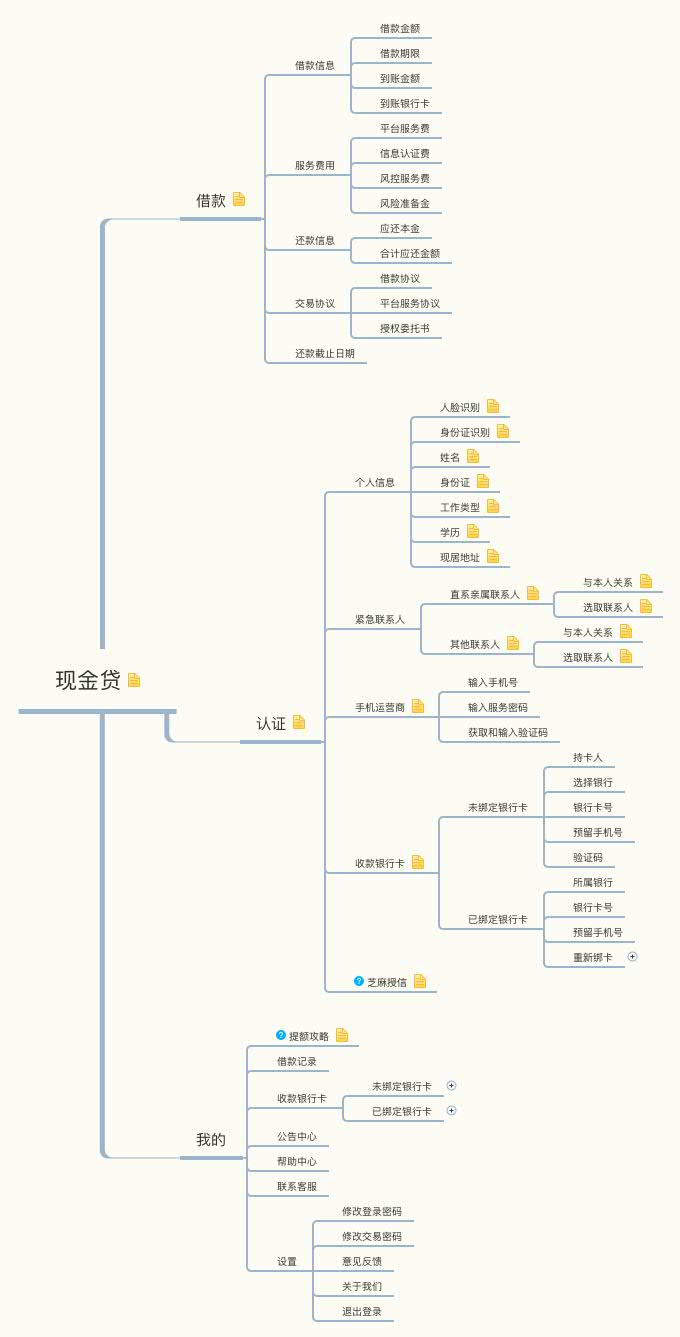 现金贷
借款
借款信息
借款金额
借款期限
到账金额
到账银行卡
服务费用
平台服务费
信息认证费
风控服务费
风险准备金
还款信息
应还本金
合计应还金额
交易协议
借款协议
平台服务协议
授权委托书
还款截止日期
认证
个人信息
人脸识别
身份证识别
姓名
身份证
工作类型
学历
现居地址
紧急联系人
直系亲属联系人
与本人关系
选取联系人
其他联系人
与本人关系
选取联系人
手机运营商
输入手机号
输入服务密码
获取和输入验证码
收款银行卡
未绑定银行卡
持卡人
选择银行
银行卡号
预留手机号
验证码
已绑定银行卡
所属银行
银行卡号
预留手机号
重新绑卡
芝麻授信
我的
提额攻略
借款记录
收款银行卡
未绑定银行卡
已绑定银行卡
公告中心
帮助中心
联系客服
设置
修改登录密码
修改交易密码
意见反馈
关于我们
退出登录